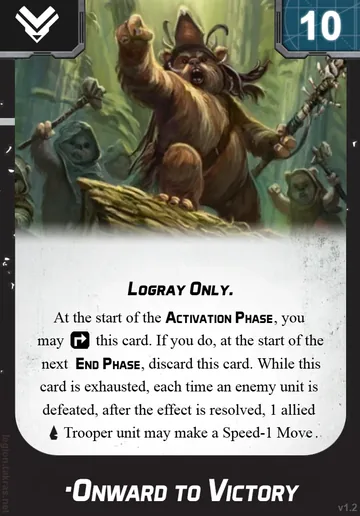 10
Logray Only.
At the start of the Activation Phase, you
may this card. If you do, at the start of the
next End Phase, discard this card. While this
card is exhausted, each time an enemy unit is
defeated, after the effect is resolved, 1 allied
Trooper unit may make a Speed-1 Move.
•Onward to Victory
legion.takras.net
v1.2